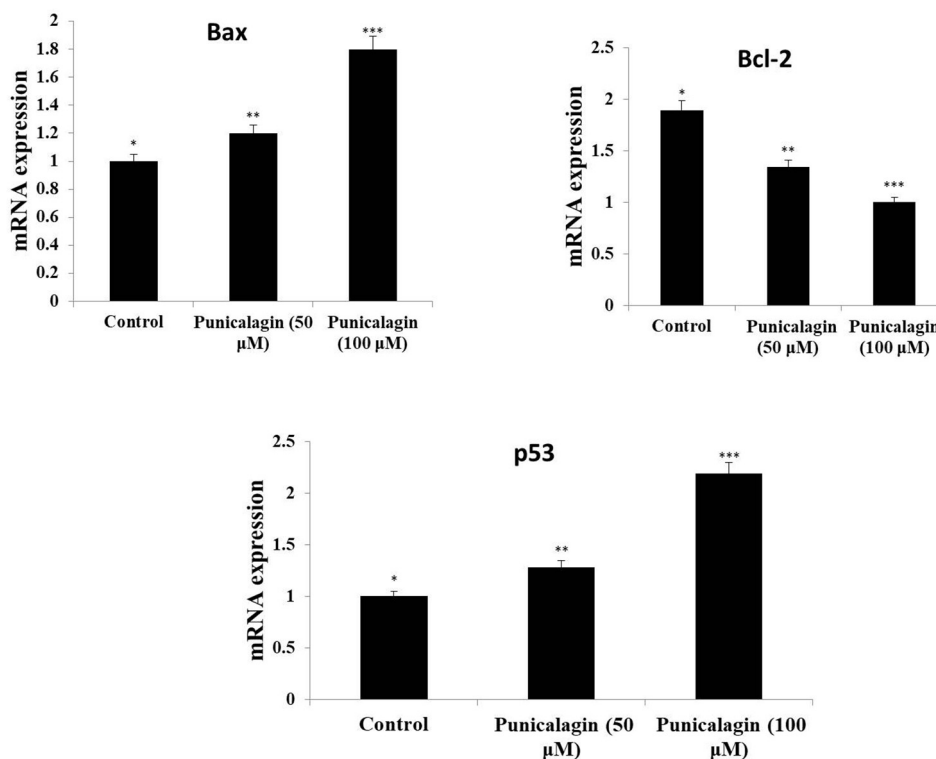 Bax
mRNA expression
2
1.8
1.6
1.4
1.2
1
0.8
0.6
0.4
0.2
0
*
**
***
Control
Punicalagin (50
µM)
Punicalagin
(100 µM)
Bcl-2
mRNA expression
2.5
2
1.5
1
0.5
0
*
**
***
Control
Punicalagin
(50 µM)
Punicalagin
(100 µM)
p53
mRNA expression
2.5
2
1.5
1
0.5
0
*
**
***
Control
Punicalagin (50
µM)
Punicalagin (100
µM)